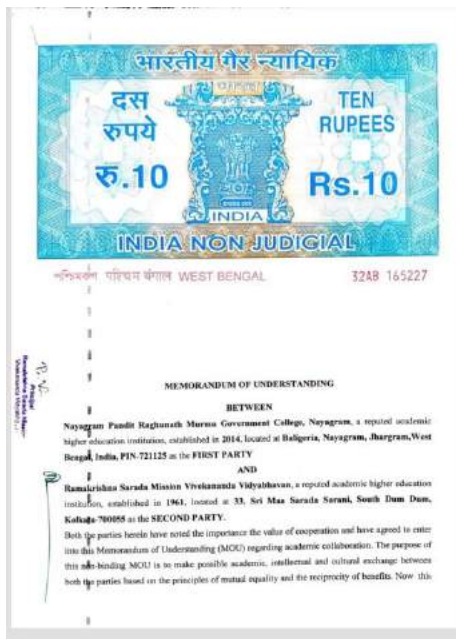 भारतीय गैर न्यायिक
दस
रुपये
रु.10
TEN
RUPEES
Rs.10
INDIA
INDIA NON JUDICIAL
পশ্চিমবঙ্গ पश्चिम बंगाल WEST BENGAL 32AB 165227
Principal
Ramakrishna Sarada Mission
MEMORANDUM OF UNDERSTANDING
BETWEEN
Nayagram Pandit Raghunath Murmu Government College, Nayagram, a reputed academic
higher education institution, established in 2014, located at Baligeria, Nayagram, Jhargram,West
Bengal, India, PIN-721125 as the FIRST PARTY
AND
Ramakrishna Sarada Mission Vivekananda Vidyabhavan, a reputed academic higher education
institution, established in 1961, located at 33, Sri Maa Sarada Sarani, South Dum Dum,
Kolkata-700055 as the SECOND PARTY.
Both the parties herein have noted the importance the value of cooperation and have agreed to enter
into this Memorandum of Understanding (MOU) regarding academic collaboration. The purpose of
this non-binding MOU is to make possible academic, intellectual and cultural exchange between
both the parties based on the principles of mutual equality and the reciprocity of benefits. Now this